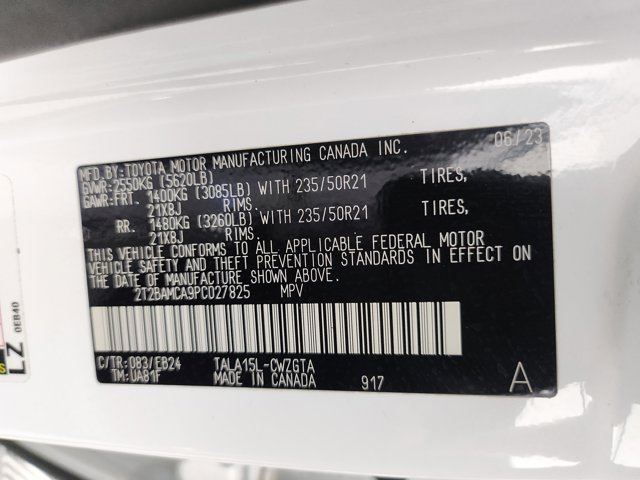 MFD.BY:TOYOTA MOTOR MANUFACTURING CANADA INC. 06/23
GVWR:2550KG (5620LB)
GAWR:FRT. 1400KG (3085LB) WITH 235/50R21 TIRES,
21X8J RIMS.
RR. 1480KG (3260LB) WITH 235/50R21 TIRES,
21X8J RIMS.
THIS VEHICLE CONFORMS TO ALL APPLICABLE FEDERAL MOTOR
VEHICLE SAFETY AND THEFT PREVENTION STANDARDS IN EFFECT ON
THE DATE OF MANUFACTURE SHOWN ABOVE.
2T2BAMCA9PC027825 MPV
C/TR:083/EB24 TALA15L-CWZGTA
TM:UA81F MADE IN CANADA 917 A
LZ 0EB40
S